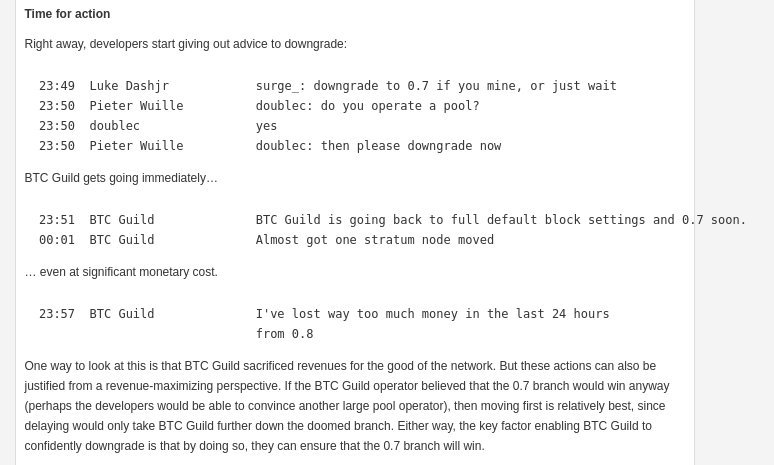 Time for action
Right away, developers start giving out advice to downgrade:
23:49 Luke Dashjr surge_: downgrade to 0.7 if you mine, or just wait
23:50 Pieter Wuille doublec: do you operate a pool?
23:50 doublec yes
23:50 Pieter Wuille doublec: then please downgrade now
BTC Guild gets going immediately…
23:51 BTC Guild BTC Guild is going back to full default block settings and 0.7 soon.
00:01 BTC Guild Almost got one stratum node moved
… even at significant monetary cost.
23:57 BTC Guild I've lost way too much money in the last 24 hours
from 0.8
One way to look at this is that BTC Guild sacrificed revenues for the good of the network. But these actions can also be
justified from a revenue-maximizing perspective. If the BTC Guild operator believed that the 0.7 branch would win anyway
(perhaps the developers would be able to convince another large pool operator), then moving first is relatively best, since
delaying would only take BTC Guild further down the doomed branch. Either way, the key factor enabling BTC Guild to
confidently downgrade is that by doing so, they can ensure that the 0.7 branch will win.